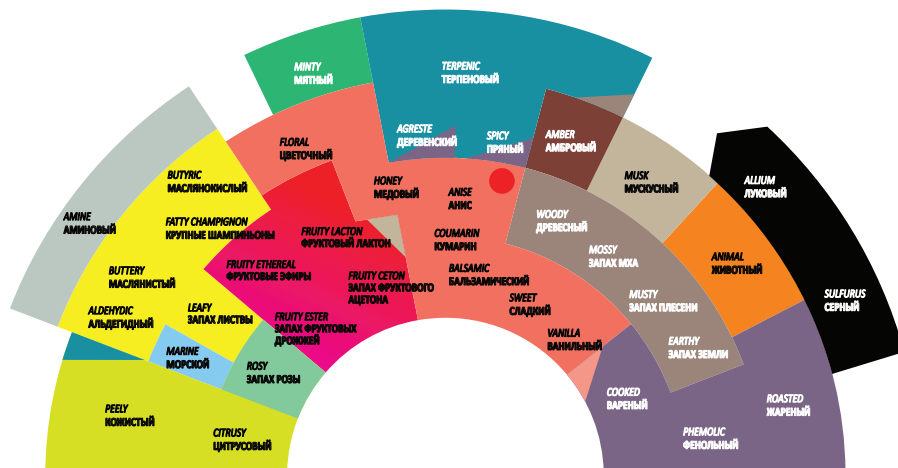 MINTY
МЯТНЫЙ
TERPENIC
ТЕРПЕНОВЫЙ
AGRESTE
ДЕРЕВЕНСКИЙ
SPICY
ПРЯНЫЙ
AMBER
АМБРОВЫЙ
FLORAL
ЦВЕТОЧНЫЙ
BUTYRIC
МАСЛЯНОКИСЛЫЙ
HONEY
МЕДОВЫЙ
ANISE
АНИС
MUSK
МУСКУСНЫЙ
ALLIUM
ЛУКОВЫЙ
AMINE
АМИНОВЫЙ
FATTY CHAMPIGNON
КРУПНЫЕ ШАМПИНЬОНЫ
FRUITY LACTON
ФРУКТОВЫЙ ЛАКТОН
COUMARIN
КУМАРИН
WOODY
ДРЕВЕСНЫЙ
MOSSY
ЗАПАХ МХА
ANIMAL
ЖИВОТНЫЙ
BUTTERY
МАСЛЯНИСТЫЙ
FRUITY ETHEREAL
ФРУКТОВЫЕ ЭФИРЫ
FRUITY CETON
ЗАПАХ ФРУКТОВОГО
АЦЕТОНА
BALSAMIC
БАЛЬЗАМИЧЕСКИЙ
SWEET
СЛАДКИЙ
MUSTY
ЗАПАХ ПЛЕСЕНИ
SULFURUS
СЕРНЫЙ
ALDEHYDIC
АЛЬДЕГИДНЫЙ
LEAFY
ЗАПАХ ЛИСТВЫ
FRUITY ESTER
ЗАПАХ ФРУКТОВЫХ
ДРОЖЖЕЙ
VANILLA
ВАНИЛЬНЫЙ
EARTHY
ЗАПАХ ЗЕМЛИ
MARINE
МОРСКОЙ
ROSY
ЗАПАХ РОЗЫ
COOKED
ВАРЕНЫЙ
ROASTED
ЖАРЕНЫЙ
PEELY
КОЖИСТЫЙ
CITRUSY
ЦИТРУСОВЫЙ
PHEMOLIC
ФЕНОЛЬНЫЙ